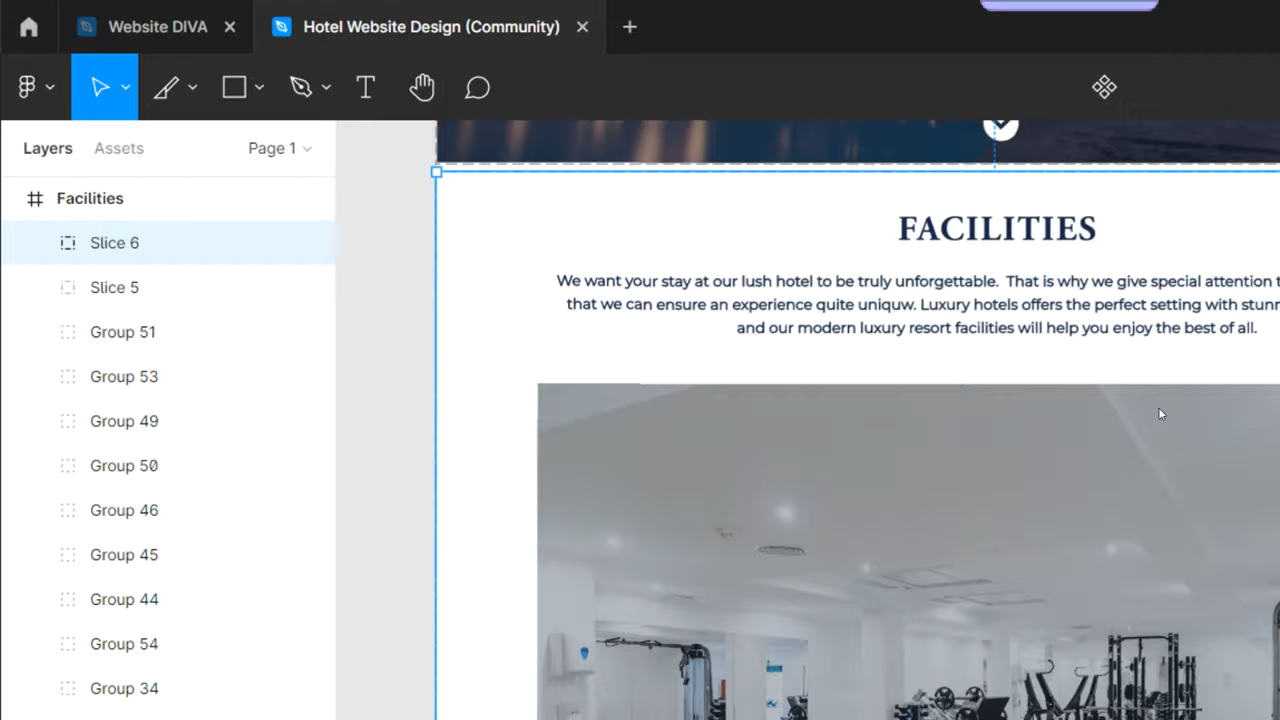 Website DIVA
Hotel Website Design (Community)
Layers
Assets
Page 1
Facilities
Slice 6
Slice 5
Group 51
Group 53
Group 49
Group 50
Group 46
Group 45
Group 44
Group 54
Group 34
FACILITIES
We want your stay at our lush hotel to be truly unforgettable. That is why we give special attention
that we can ensure an experience quite uniquw. Luxury hotels offers the perfect setting with
and our modern luxury resort facilities will help you enjoy the best of all.